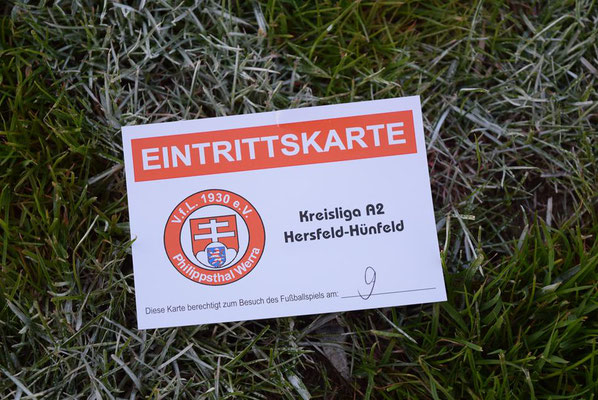 EINTRITTSKARTE
V.f.L. 1930 e.V.
Philippsthal Werra
Kreisliga A2
Hersfeld-Hünfeld
Diese Karte berechtigt zum Besuch des Fußballspiels am: 9